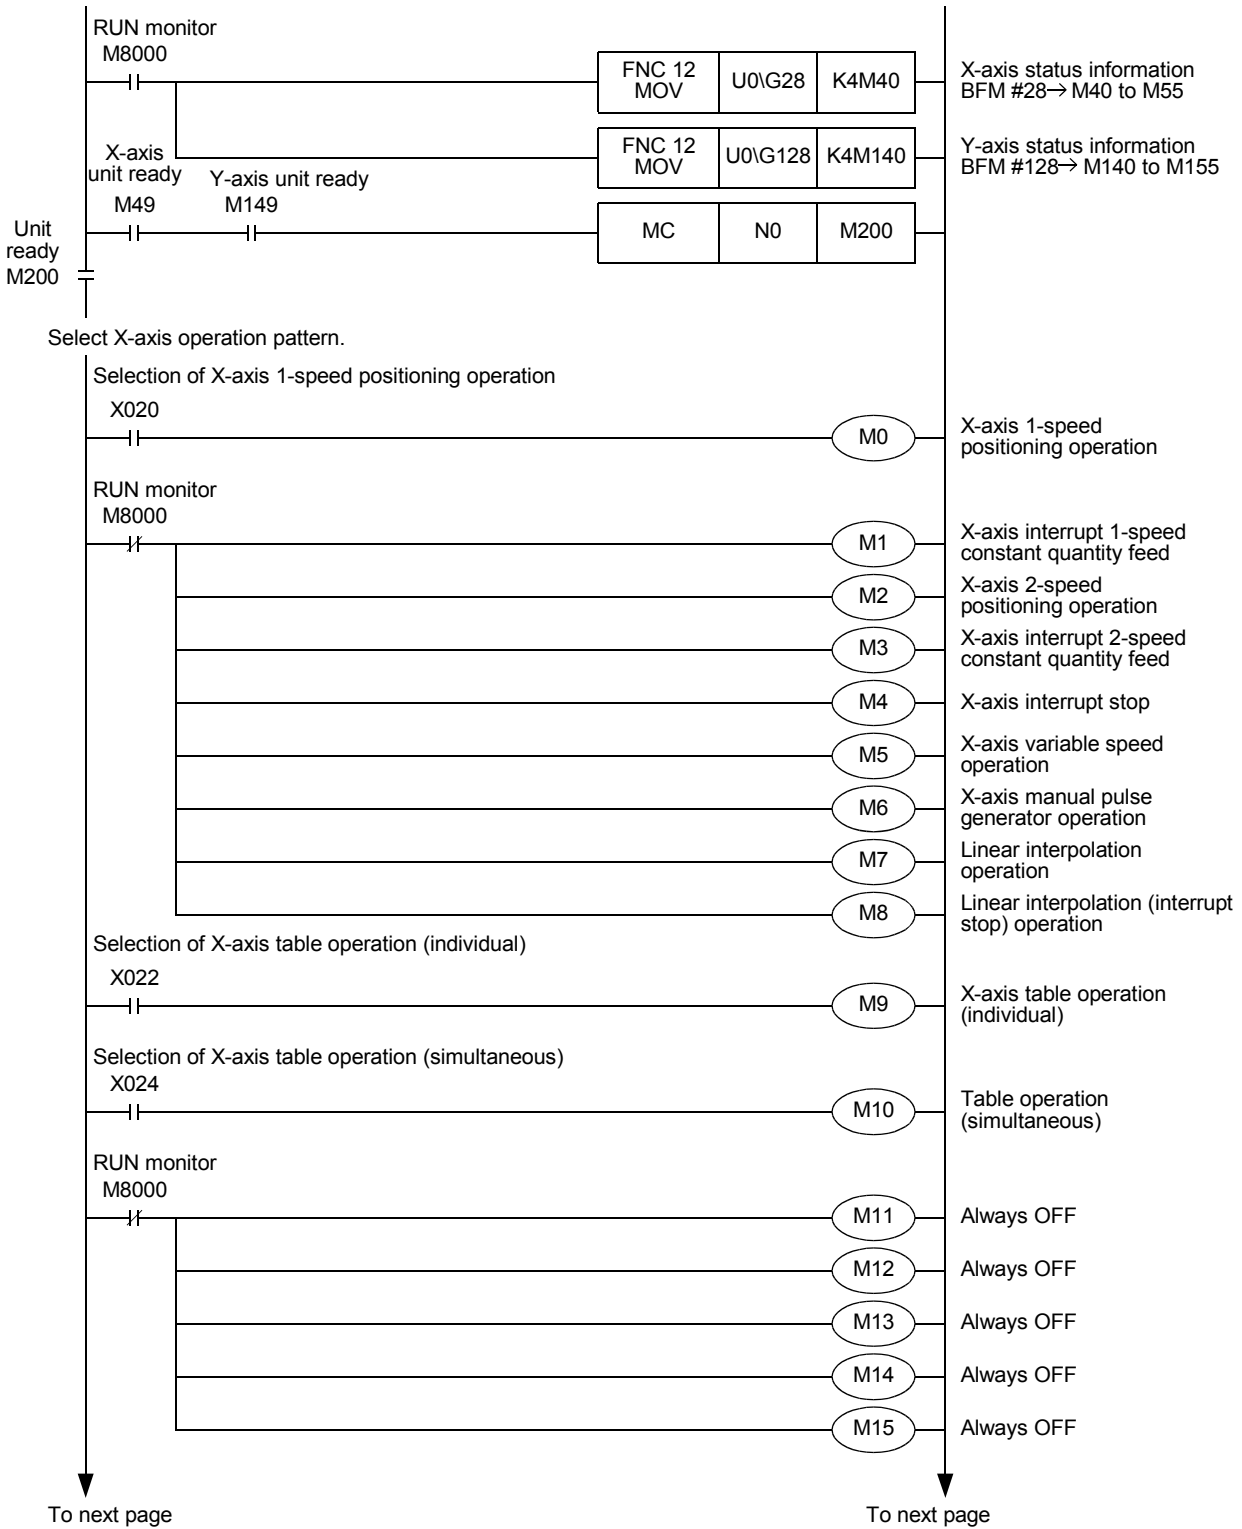 RUN monitor
M8000
FNC 12
MOV
U0\G28
K4M40
X-axis status information
BFM #28→ M40 to M55
FNC 12
MOV
U0\G128
K4M140
Y-axis status information
BFM #128→ M140 to M155
X-axis
unit ready
M49
Y-axis unit ready
M149
MC
N0
M200
Unit
ready
M200
Select X-axis operation pattern.
Selection of X-axis 1-speed positioning operation
X020
M0
X-axis 1-speed
positioning operation
RUN monitor
M8000
M1
X-axis interrupt 1-speed
constant quantity feed
M2
X-axis 2-speed
positioning operation
M3
X-axis interrupt 2-speed
constant quantity feed
M4
X-axis interrupt stop
M5
X-axis variable speed
operation
M6
X-axis manual pulse
generator operation
M7
Linear interpolation
operation
M8
Linear interpolation (interrupt
stop) operation
Selection of X-axis table operation (individual)
X022
M9
X-axis table operation
(individual)
Selection of X-axis table operation (simultaneous)
X024
M10
Table operation
(simultaneous)
RUN monitor
M8000
M11
Always OFF
M12
Always OFF
M13
Always OFF
M14
Always OFF
M15
Always OFF
To next page
To next page